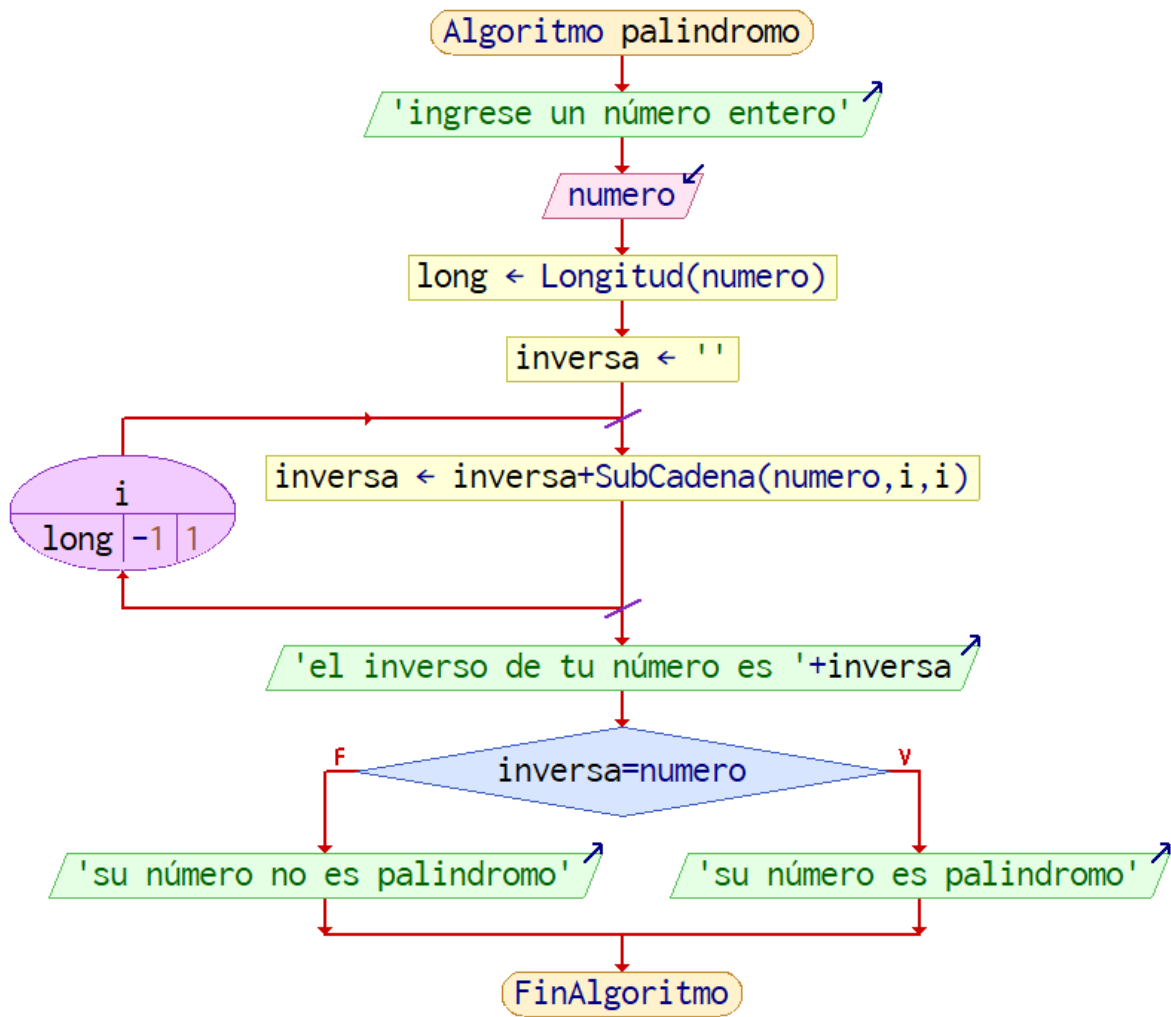 Algoritmo palindromo
'ingrese un número entero'
numero
long ← Longitud(numero)
inversa ← ''
inversa ← inversa+SubCadena(numero,i,i)
i
long -1 1
'el inverso de tu número es '+inversa
F
V
inversa=numero
'su número no es palindromo'
'su número es palindromo'
FinAlgoritmo